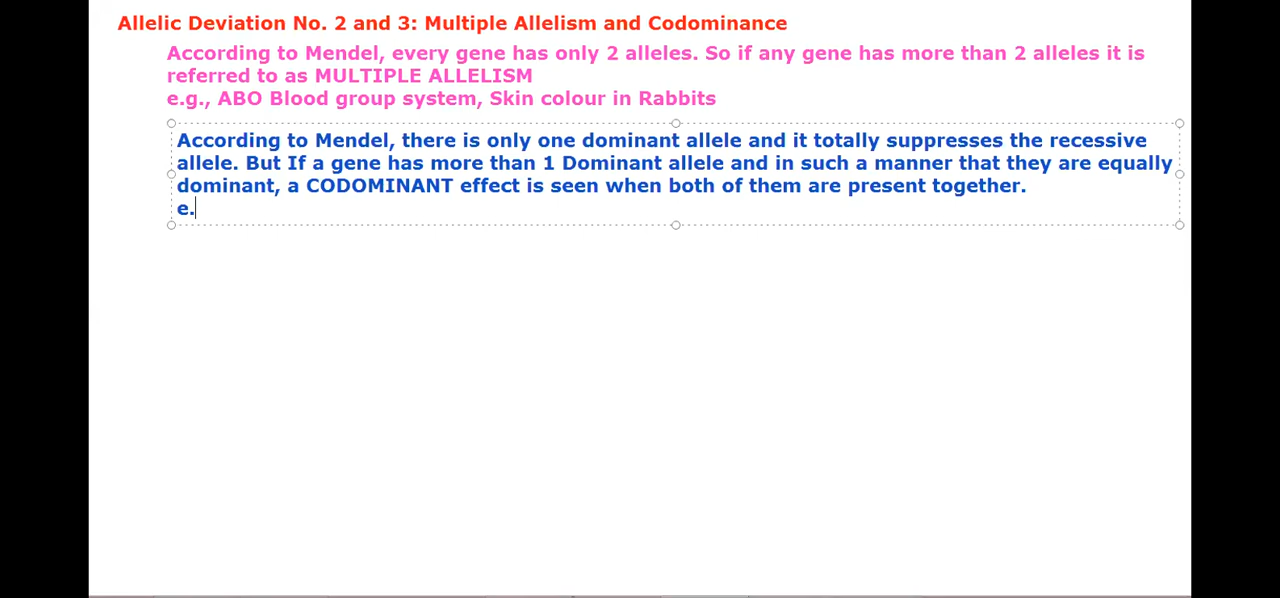 Allelic Deviation No. 2 and 3: Multiple Allelism and Codominance
According to Mendel, every gene has only 2 alleles. So if any gene has more than 2 alleles it is
referred to as MULTIPLE ALLELISM
e.g., ABO Blood group system, Skin colour in Rabbits
According to Mendel, there is only one dominant allele and it totally suppresses the recessive
allele. But If a gene has more than 1 Dominant allele and in such a manner that they are equally
dominant, a CODOMINANT effect is seen when both of them are present together.
e.